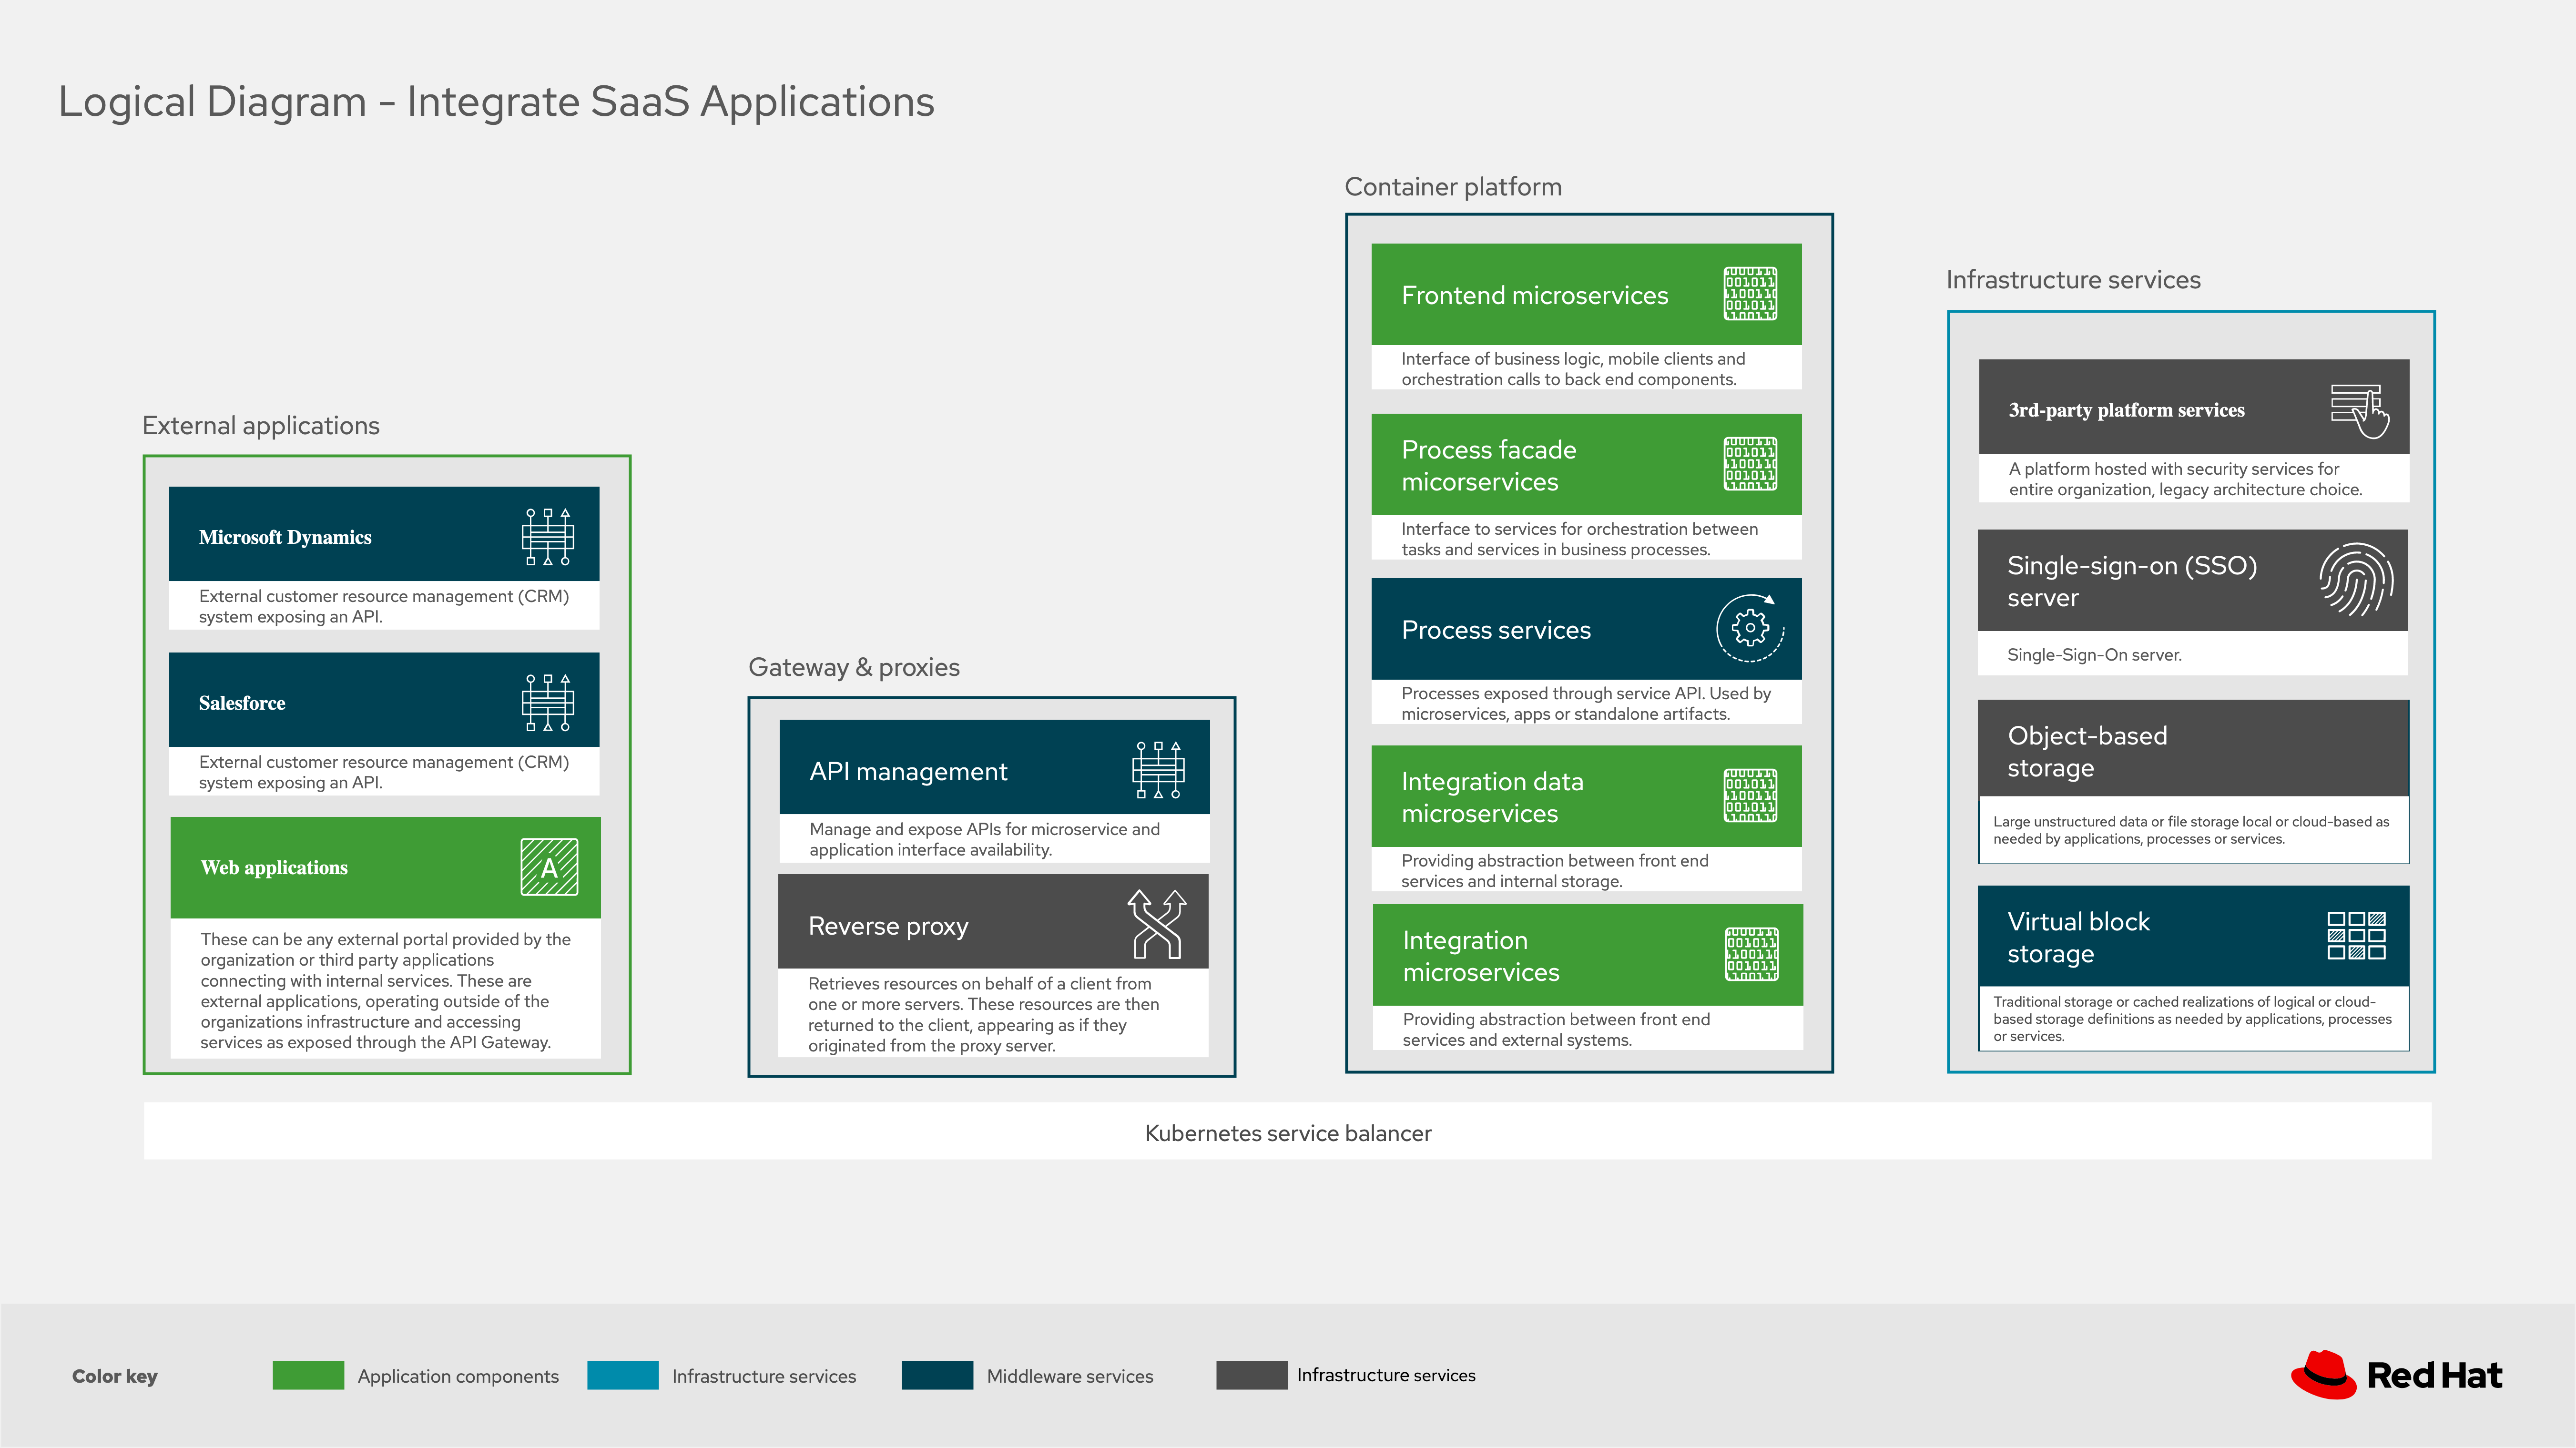 Logical Diagram - Integrate SaaS Applications
External applications
Microsoft Dynamics
External customer resource management (CRM)
system exposing an API.
Salesforce
External customer resource management (CRM)
system exposing an API.
Web applications
A
These can be any external portal provided by the
organization or third party applications
connecting with internal services. These are
external applications, operating outside of the
organizations infrastructure and accessing
services as exposed through the API Gateway.
Gateway & proxies
API management
Manage and expose APIs for microservice and
application interface availability.
Reverse proxy
Retrieves resources on behalf of a client from
one or more servers. These resources are then
returned to the client, appearing as if they
originated from the proxy server.
Container platform
Frontend microservices
Interface of business logic, mobile clients and
orchestration calls to back end components.
Process facade
micorservices
Interface to services for orchestration between
tasks and services in business processes.
Process services
Processes exposed through service API. Used by
microservices, apps or standalone artifacts.
Integration data
microservices
Providing abstraction between front end
services and internal storage.
Integration
microservices
Providing abstraction between front end
services and external systems.
Infrastructure services
3rd-party platform services
A platform hosted with security services for
entire organization, legacy architecture choice.
Single-sign-on (SSO)
server
Single-Sign-On server.
Object-based
storage
Large unstructured data or file storage local or cloud-based as
needed by applications, processes or services.
Virtual block
storage
Traditional storage or cached realizations of logical or cloud-
based storage definitions as needed by applications, processes
or services.
Kubernetes service balancer
Color key
Application components
Infrastructure services
Middleware services
Infrastructure services
Red Hat